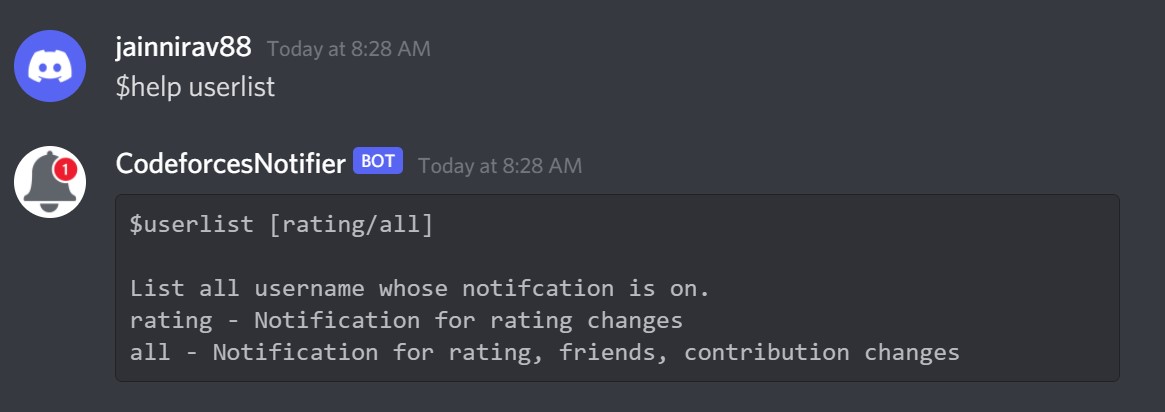 jainnirav88 Today at 8:28 AM
$help userlist
1
CodeforcesNotifier BOT Today at 8:28 AM
$userlist [rating/all]
List all username whose notifcation is on.
rating - Notification for rating changes
all - Notification for rating, friends, contribution changes